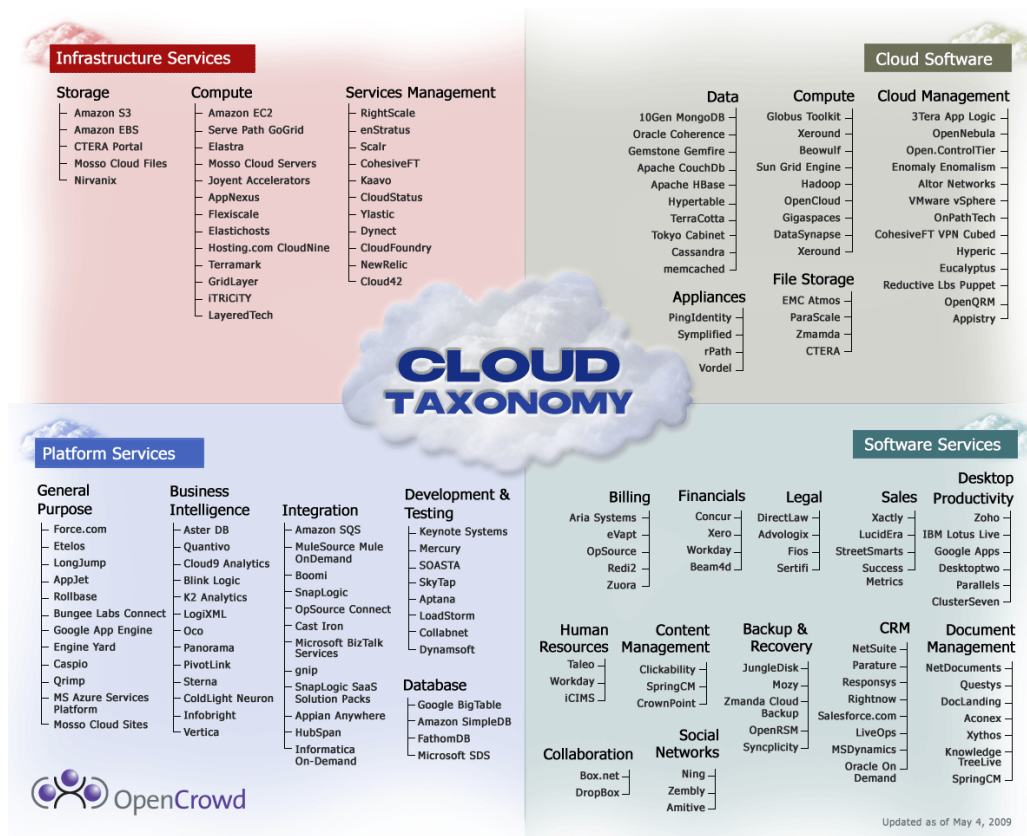 Infrastructure Services
Storage
Amazon S3
Amazon EBS
CTERA Portal
Mosso Cloud Files
Nirvanix
Compute
Amazon EC2
Serve Path GoGrid
Elastra
Mosso Cloud Servers
Joyent Accelerators
AppNexus
Flexiscale
Elastichosts
Hosting.com CloudNine
Terramark
GridLayer
iTRiCiTY
LayeredTech
Services Management
RightScale
enStratus
Scalr
CohesiveFT
Kaavo
CloudStatus
Ylastic
Dynect
CloudFoundry
NewRelic
Cloud42
Cloud Software
Data
10Gen MongoDB
Oracle Coherence
Gemstone Gemfire
Apache CouchDb
Apache HBase
Hypertable
TerraCotta
Tokyo Cabinet
Cassandra
memcached
Appliances
PingIdentity
Symplified
rPath
Vordel
Compute
Globus Toolkit
Xeround
Beowulf
Sun Grid Engine
Hadoop
OpenCloud
Gigaspaces
DataSynapse
Xeround
File Storage
EMC Atmos
ParaScale
Zmamda
CTERA
Cloud Management
3Tera App Logic
OpenNebula
Open.ControlTier
Enomaly Enomalism
Altor Networks
VMware vSphere
OnPathTech
CohesiveFT VPN Cubed
Hyperic
Eucalyptus
Reductive Lbs Puppet
OpenQRM
Appistry
CLOUD
TAXONOMY
Platform Services
General
Purpose
Force.com
Etelos
LongJump
AppJet
Rollbase
Bungee Labs Connect
Google App Engine
Engine Yard
Caspio
Qrimp
MS Azure Services
Platform
Mosso Cloud Sites
Business
Intelligence
Aster DB
Quantivo
Cloud9 Analytics
Blink Logic
K2 Analytics
LogiXML
Oco
Panorama
PivotLink
Sterna
ColdLight Neuron
Infobright
Vertica
Integration
Amazon SQS
MuleSource Mule
OnDemand
Boomi
SnapLogic
OpSource Connect
Cast Iron
Microsoft BizTalk
Services
gnip
SnapLogic SaaS
Solution Packs
Appian Anywhere
HubSpan
Informatica
On-Demand
Development &
Testing
Keynote Systems
Mercury
SOASTA
SkyTap
Aptana
LoadStorm
Collabnet
Dynamsoft
Database
Google BigTable
Amazon SimpleDB
FathomDB
Microsoft SDS
Software Services
Billing
Aria Systems
eVapt
OpSource
Redi2
Zuora
Financials
Concur
Xero
Workday
Beam4d
Legal
DirectLaw
Advologix
Fios
Sertifi
Sales
Xactly
LucidEra
StreetSmarts
Success
Metrics
Desktop
Productivity
Zoho
IBM Lotus Live
Google Apps
Desktoptwo
Parallels
ClusterSeven
Human
Resources
Taleo
Workday
iCIMS
Content
Management
Clickability
SpringCM
CrownPoint
Backup &
Recovery
JungleDisk
Mozy
Zmanda Cloud
Backup
OpenRSM
Syncplicity
CRM
NetSuite
Parature
Responsys
Rightnow
Salesforce.com
LiveOps
MSDynamics
Oracle On
Demand
Document
Management
NetDocuments
Questys
DocLanding
Aconex
Xythos
Knowledge
TreeLive
SpringCM
Collaboration
Box.net
DropBox
Social
Networks
Ning
Zembly
Amitive
OpenCrowd
Updated as of May 4, 2009